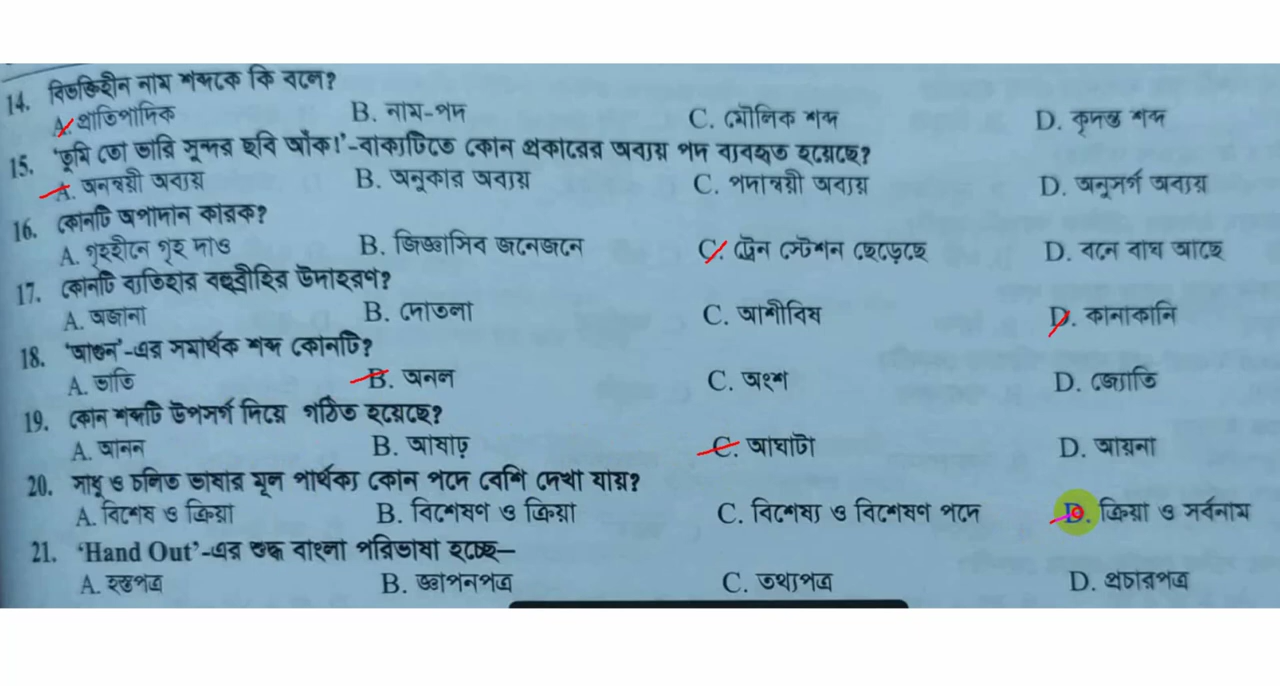 14. বিভক্তিহীন নাম শব্দকে কি বলে?
A. প্রাতিপাদিক B. নাম-পদ C. মৌলিক শব্দ D. কৃদন্ত শব্দ
15. 'তুমি তো ভারি সুন্দর ছবি আঁক।'-বাক্যটিতে কোন প্রকারের অব্যয় পদ ব্যবহৃত হয়েছে?
A. অনন্বয়ী অব্যয় B. অনুকার অব্যয় C. পদান্বয়ী অব্যয় D. অনুসর্গ অব্যয়
16. কোনটি অপাদান কারক?
A. গৃহহীনে গৃহ দাও B. জিজ্ঞাসিব জনেজনে C. ট্রেন স্টেশন ছেড়েছে D. বনে বাঘ আছে
17. কোনটি ব্যতিহার বহুব্রীহির উদাহরণ?
A. অজানা B. দোতলা C. আশীবিষ D. কানাকানি
18. 'আগুন'-এর সমার্থক শব্দ কোনটি?
A. ভাতি B. অনল C. অংশ D. জ্যোতি
19. কোন শব্দটি উপসর্গ দিয়ে গঠিত হয়েছে?
A. আনন B. আষাঢ় C. আঘাটা D. আয়না
20. সাধু ও চলিত ভাষার মূল পার্থক্য কোন পদে বেশি দেখা যায়?
A. বিশেষ ও ক্রিয়া B. বিশেষণ ও ক্রিয়া C. বিশেষ্য ও বিশেষণ পদে D. ক্রিয়া ও সর্বনাম
21. 'Hand Out'-এর শুদ্ধ বাংলা পরিভাষা হচ্ছে—
A. হস্তপত্র B. জ্ঞাপনপত্র C. তথ্যপত্র D. প্রচারপত্র